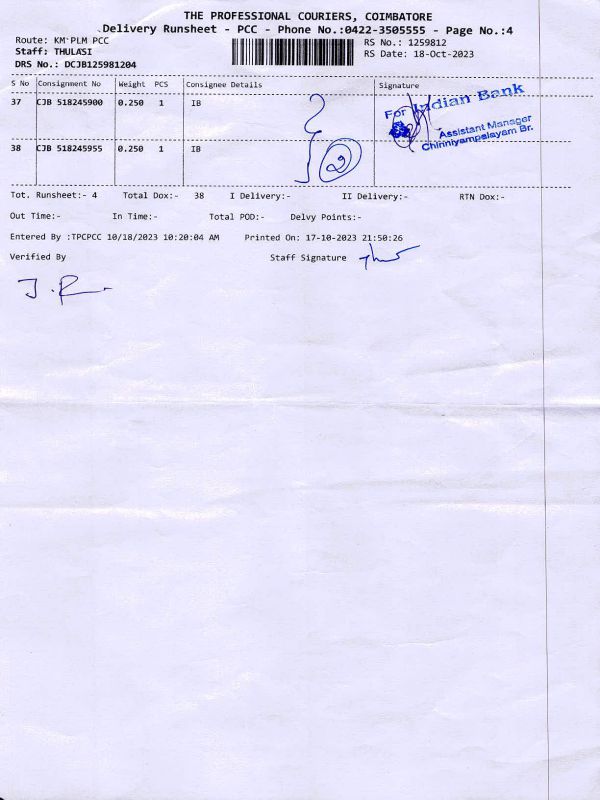 THE PROFESSIONAL COURIERS, COIMBATORE
Delivery Runsheet - PCC - Phone No.:0422-3505555 - Page No.:4
Route: KM PLM PCC
RS No.: 1259812
Staff: THULASI
RS Date: 18-Oct-2023
DRS No.: DCJB125981204
S No Consignment No Weight PCS Consignee Details Signature
37 CJB 518245900 0.250 1 IB
For Indian Bank
Assistant Manager
Chinniyampalayam Br.
38 CJB 518245955 0.250 1 IB
2
Tot. Runsheet:- 4 Total Dox:- 38 I Delivery:- II Delivery:- RTN Dox:-
Out Time:- In Time:- Total POD:- Delvy Points:-
Entered By :TPCPCC 10/18/2023 10:20:04 AM Printed On: 17-10-2023 21:50:26
Verified By Staff Signature